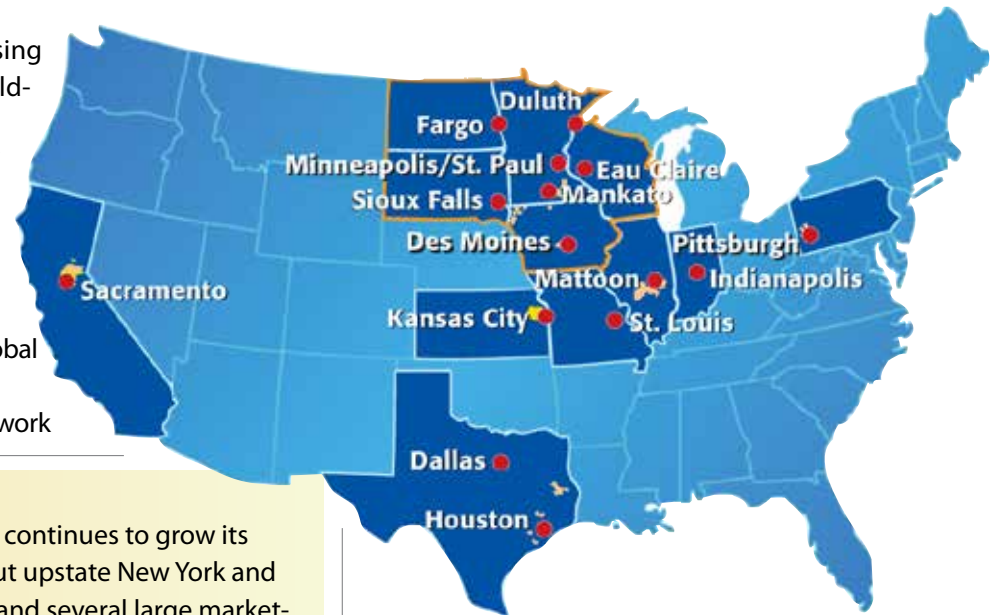 sing
ld-
obal
work
continues to grow its
ut upstate New York and
and several large market-
Duluth
Fargo
Minneapolis/St. Paul
Eau Claire
Sioux Falls
Mankato
Des Moines
Pittsburgh
Mattoon
Indianapolis
Sacramento
Kansas City
St. Louis
Dallas
Houston